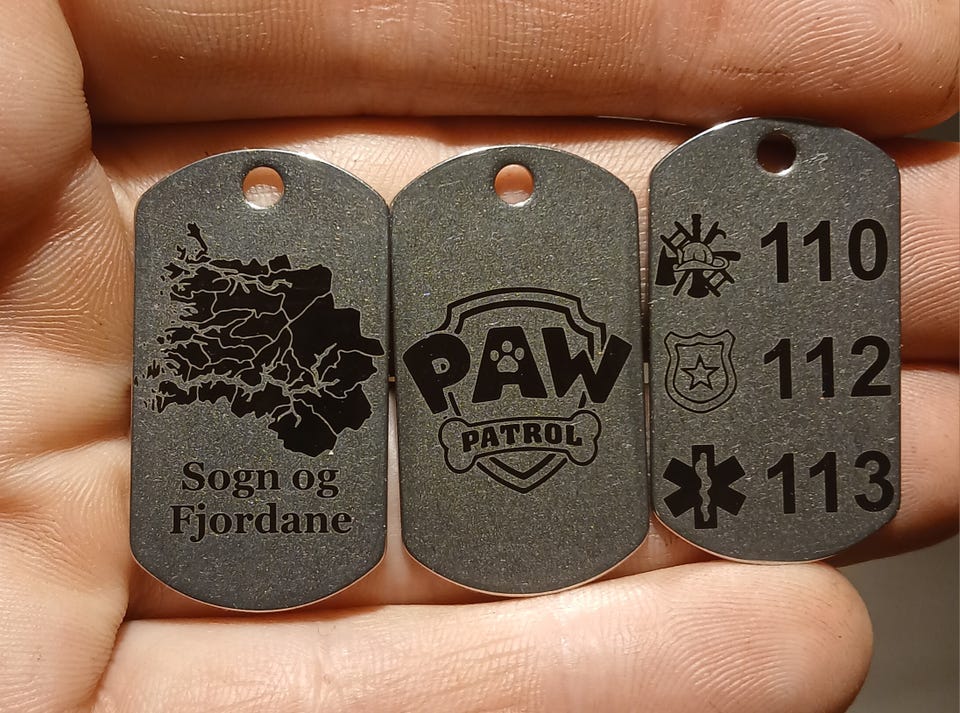 Sogn og
Fjordane
PAW
PATROL
110
112
113